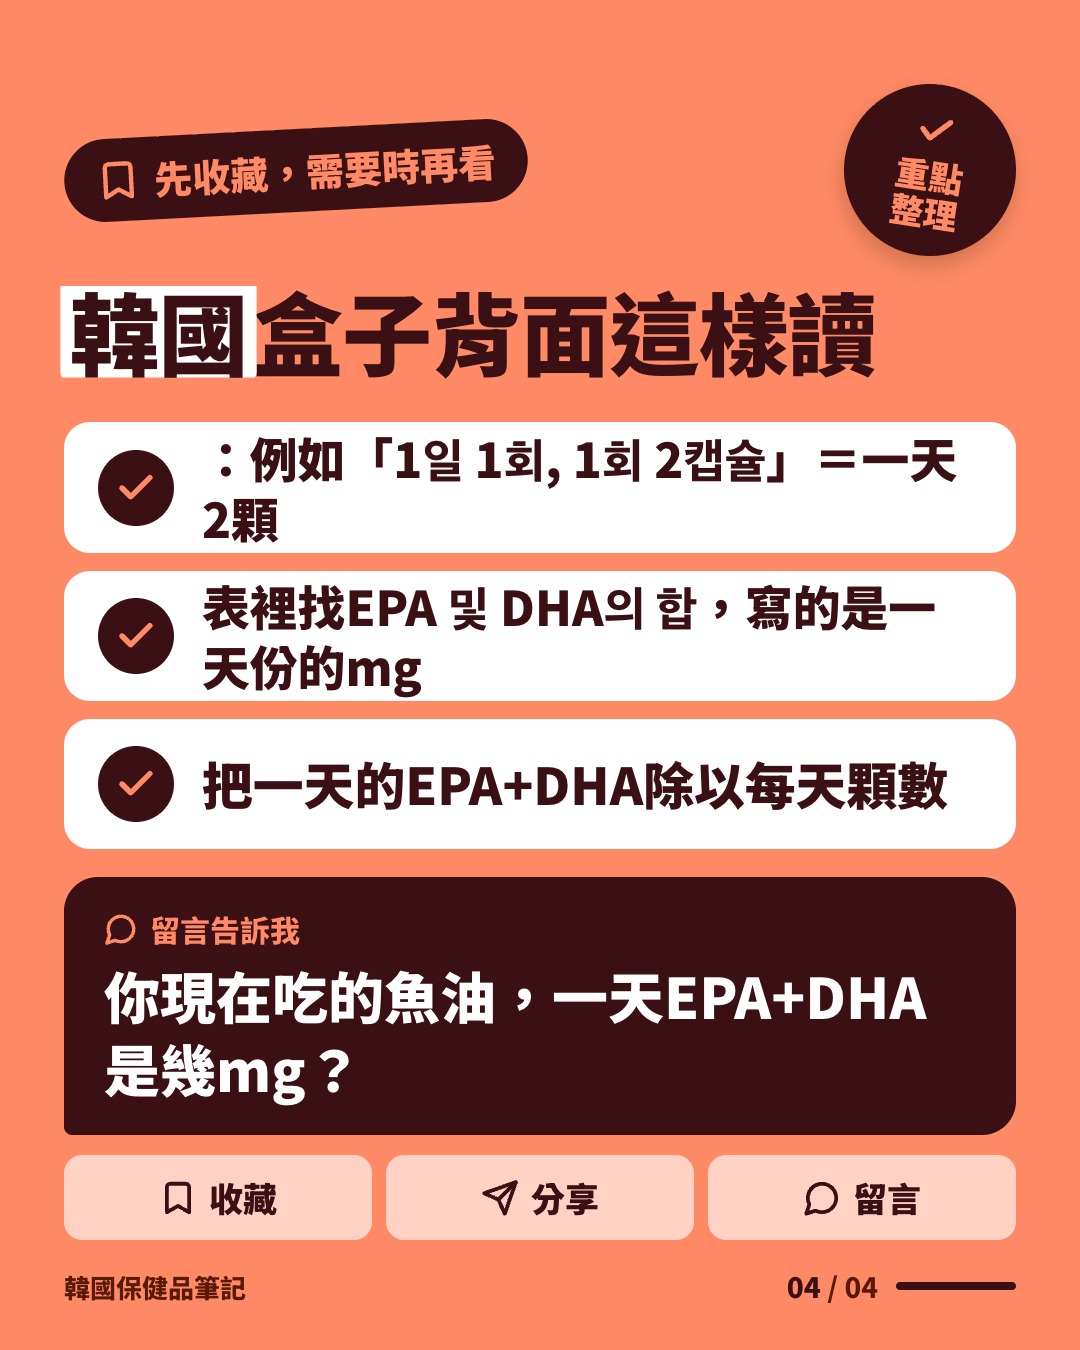 先收藏，需要時再看
重點
整理
韓國盒子背面這樣讀
：例如「1일 1회, 1회 2캡슐」＝一天
2顆
表裡找EPA 및 DHA의 합，寫的是一
天份的mg
把一天的EPA+DHA除以每天顆數
留言告訴我
你現在吃的魚油，一天EPA+DHA
是幾mg？
收藏
分享
留言
韓國保健品筆記
04 / 04